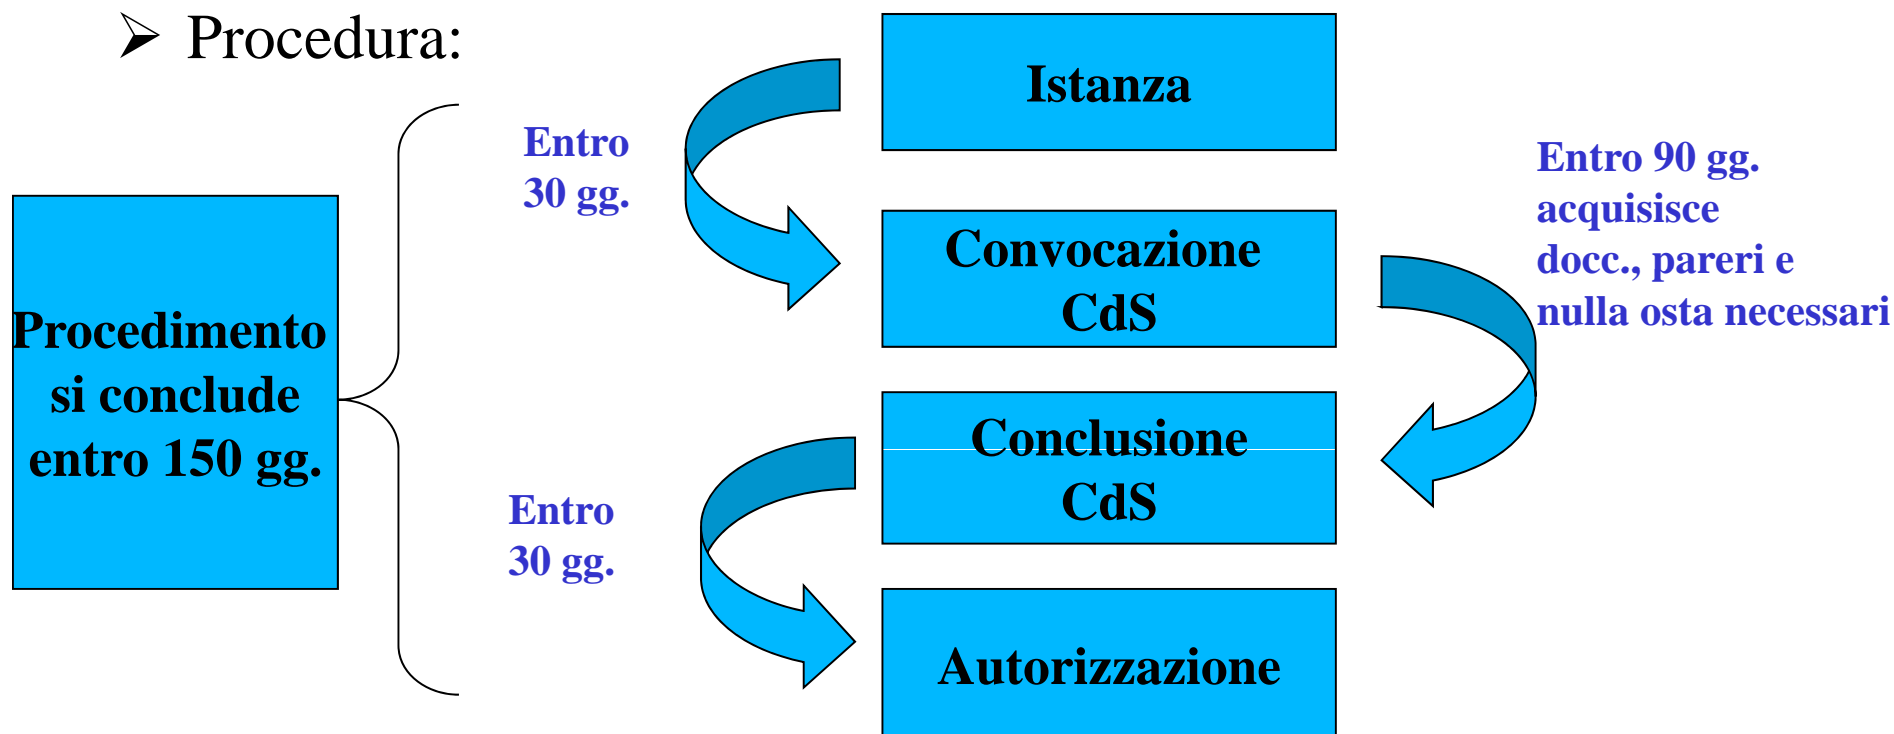 Procedura:
Istanza
Entro
30 gg.
Entro 90 gg.
acquisisce
docc., pareri e
nulla osta necessari
Convocazione
CdS
Procedimento
si conclude
entro 150 gg.
Conclusione
CdS
Entro
30 gg.
Autorizzazione